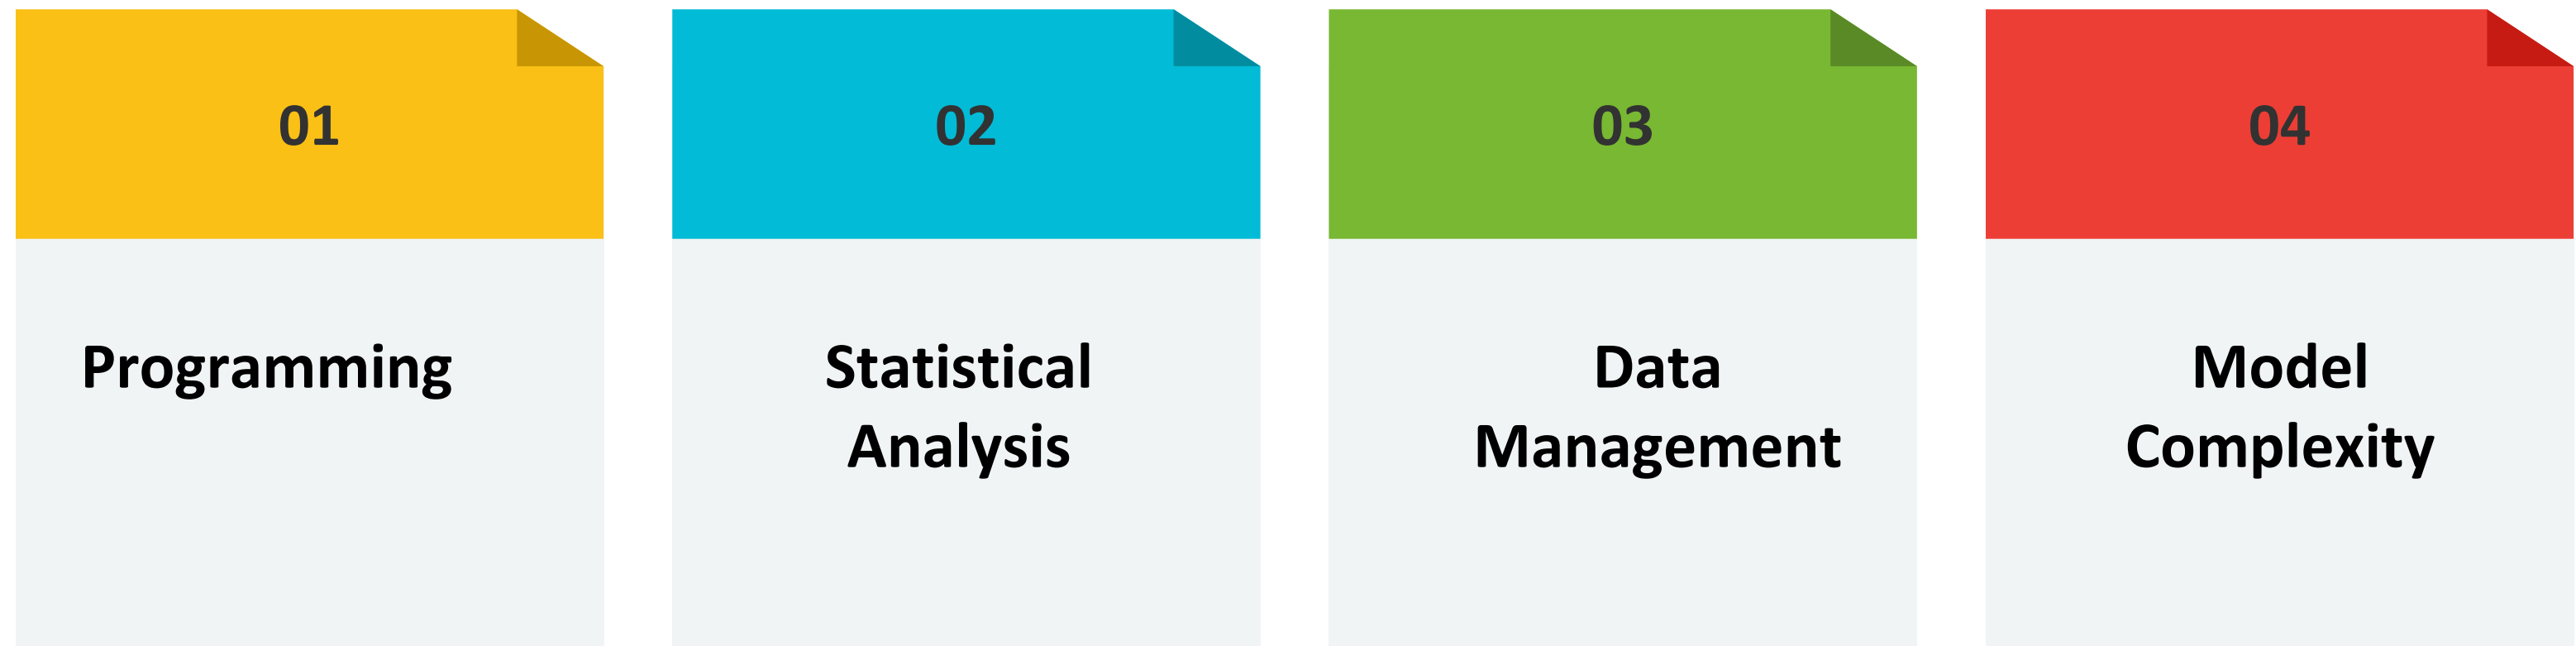 01
Programming
02
Statistical
Analysis
03
Data
Management
04
Model
Complexity